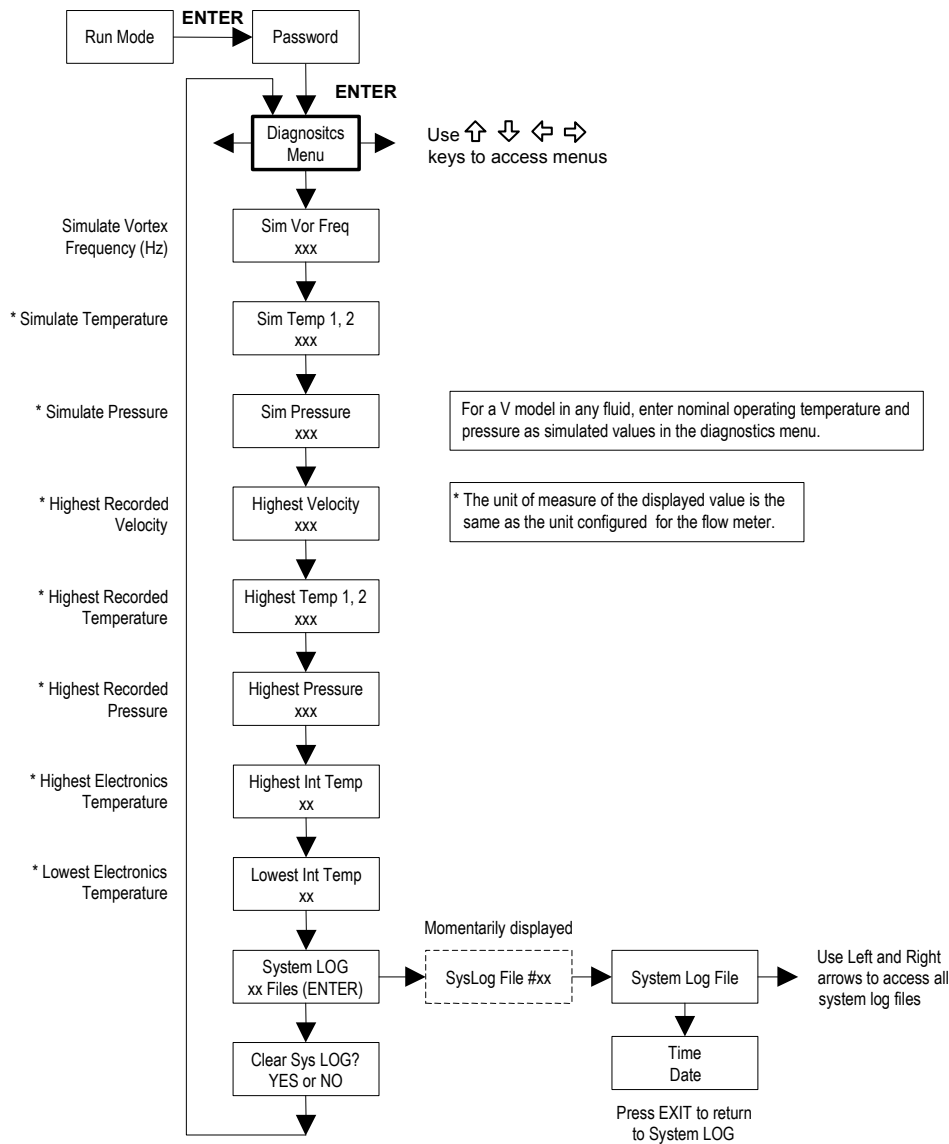 ENTER
Run Mode
Password
ENTER
Diagnositcs
Menu
Use ⇧ ⇩ ⇦ ⇨
keys to access menus
Simulate Vortex
Frequency (Hz)
Sim Vor Freq
xxx
* Simulate Temperature
Sim Temp 1, 2
xxx
* Simulate Pressure
Sim Pressure
xxx
For a V model in any fluid, enter nominal operating temperature and
pressure as simulated values in the diagnostics menu.
* Highest Recorded
Velocity
Highest Velocity
xxx
* The unit of measure of the displayed value is the
same as the unit configured for the flow meter.
* Highest Recorded
Temperature
Highest Temp 1, 2
xxx
* Highest Recorded
Pressure
Highest Pressure
xxx
* Highest Electronics
Temperature
Highest Int Temp
xx
* Lowest Electronics
Temperature
Lowest Int Temp
xx
System LOG
xx Files (ENTER)
Momentarily displayed
SysLog File #xx
System Log File
Use Left and Right
arrows to access all
system log files
Clear Sys LOG?
YES or NO
Time
Date
Press EXIT to return
to System LOG